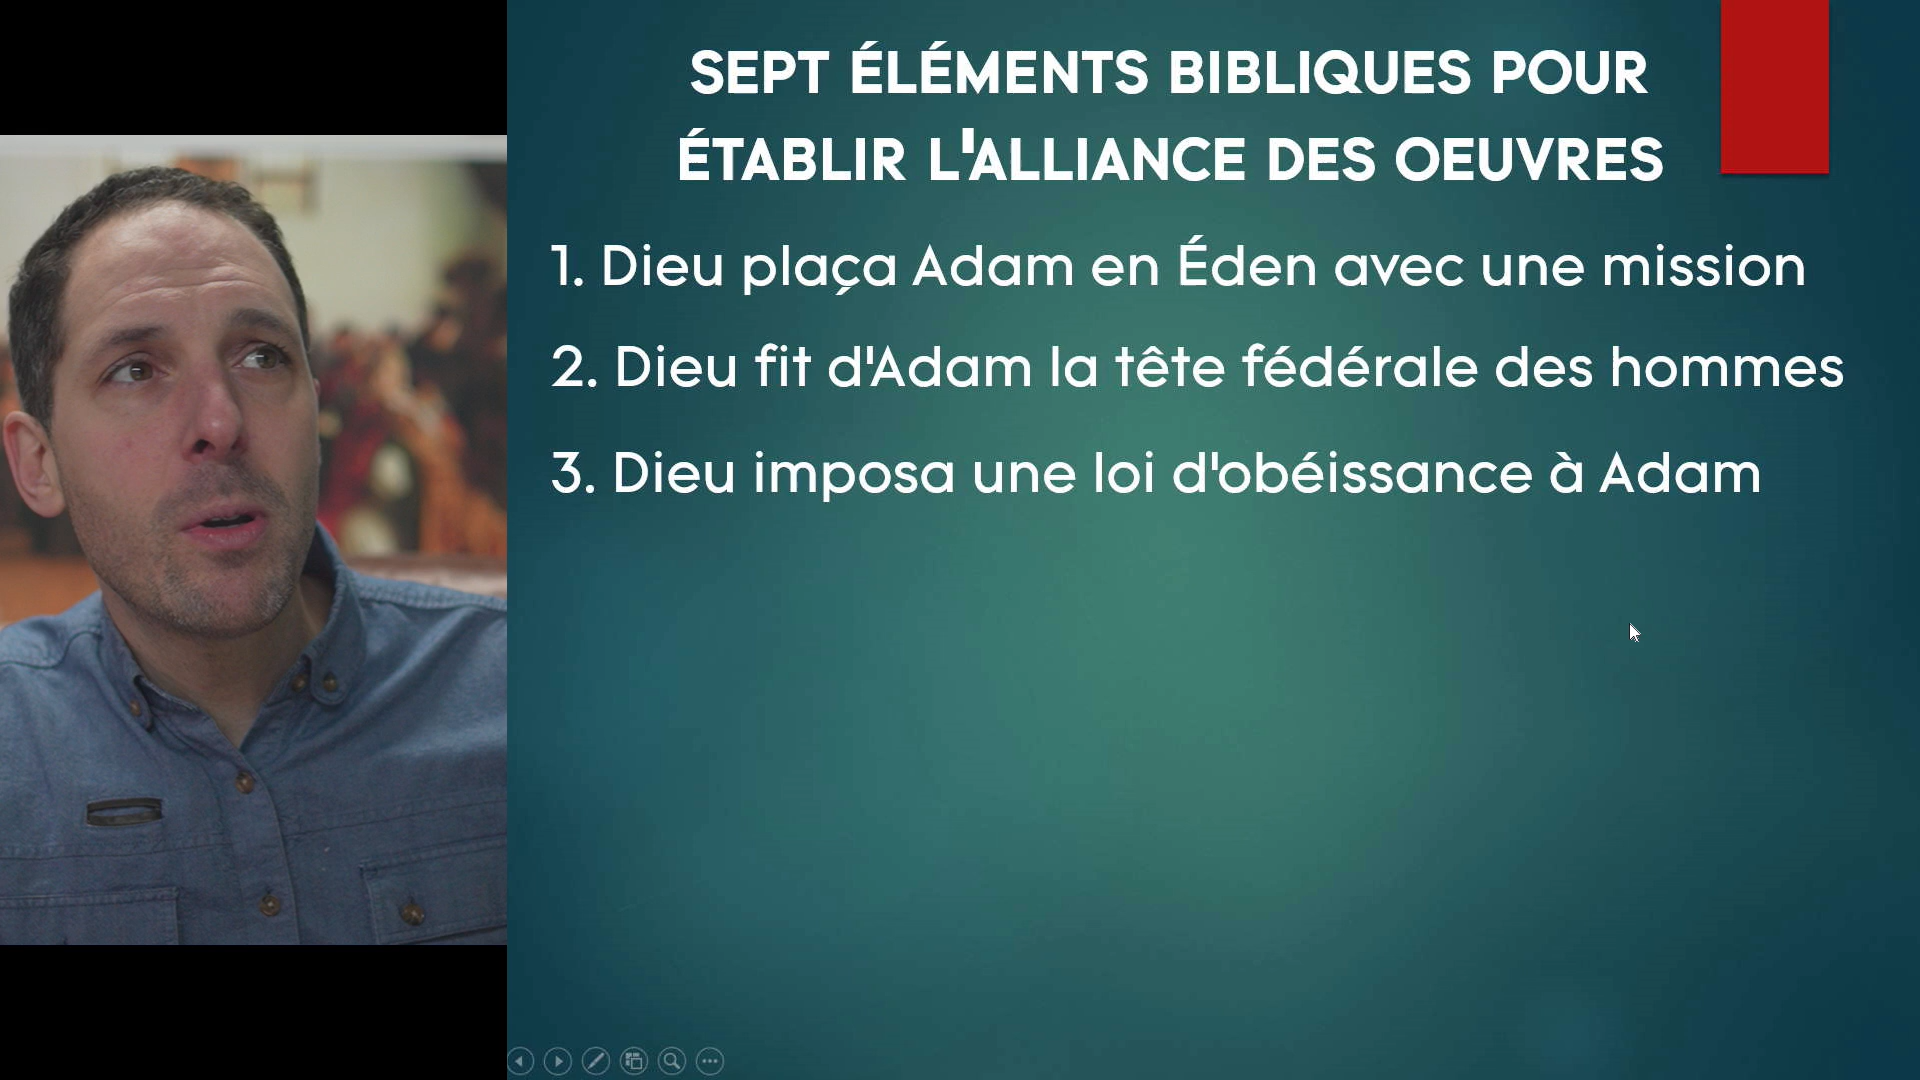 SEPT ÉLÉMENTS BIBLIQUES POUR
ÉTABLIR L'ALLIANCE DES OEUVRES
1. Dieu plaça Adam en Éden avec une mission
2. Dieu fit d'Adam la tête fédérale des hommes
3. Dieu imposa une loi d'obéissance à Adam